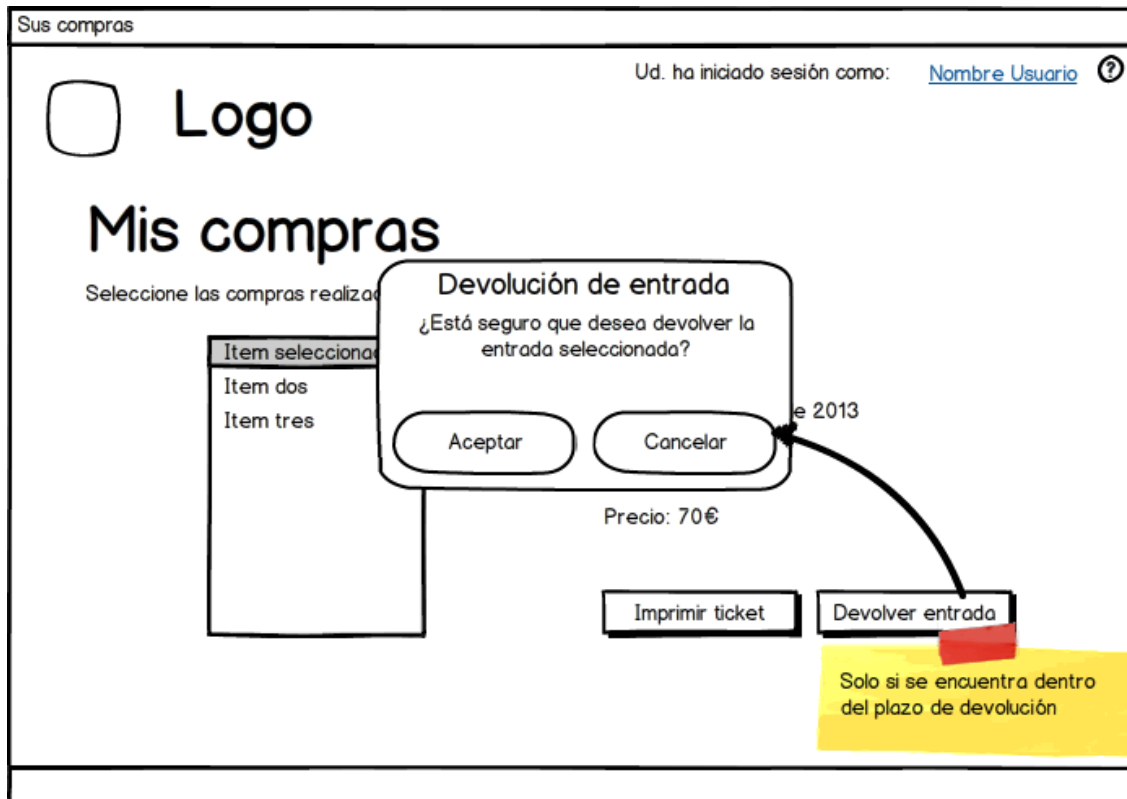 Sus compras
Ud. ha iniciado sesión como: Nombre Usuario ?
Logo
Mis compras
Seleccione las compras
Devolución de entrada
¿Está seguro que desea devolver la
entrada seleccionada?
Item
Item dos
Item tres
e 2013
Aceptar
Cancelar
Precio: 70€
Imprimir ticket
Devolver entrada
Solo si se encuentra dentro
del plazo de devolución